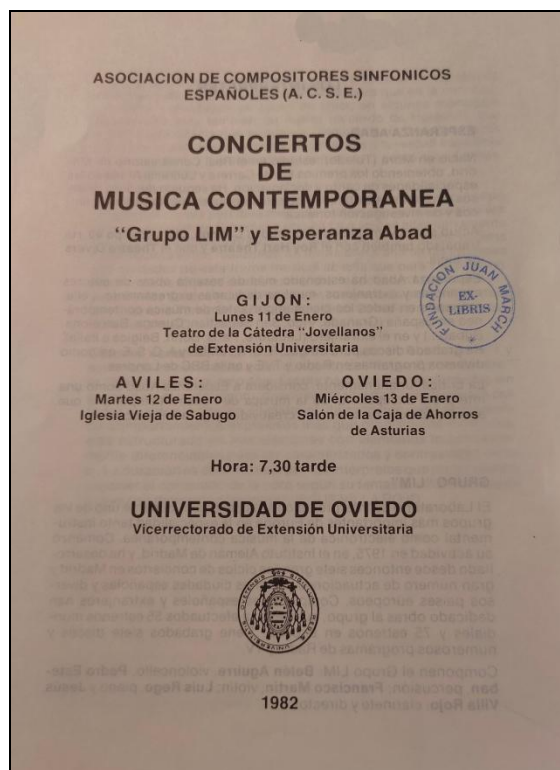 ASOCIACION DE COMPOSITORES SINFONICOS
ESPAÑOLES (A. C. S. E.)
CONCIERTOS
DE
MUSICA CONTEMPORANEA
“Grupo LIM” y Esperanza Abad
FUNDACION JUAN MARCH
EX-
LIBRIS
GIJON:
Lunes 11 de Enero
Teatro de la Cátedra “Jovellanos”
de Extensión Universitaria
AVILES:
Martes 12 de Enero
Iglesia Vieja de Sabugo
OVIEDO:
Miércoles 13 de Enero
Salón de la Caja de Ahorros
de Asturias
Hora: 7,30 tarde
UNIVERSIDAD DE OVIEDO
Vicerrectorado de Extensión Universitaria
1982